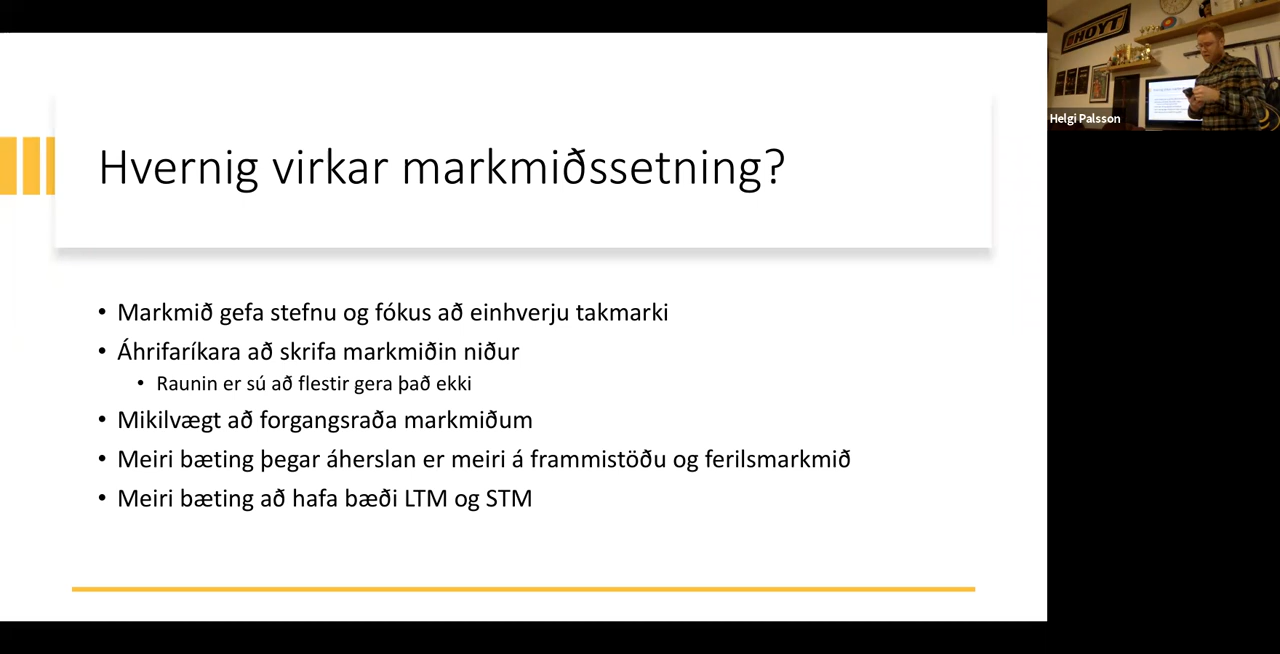 Hvernig virkar markmiðssetning?
• Markmið gefa stefnu og fókus að einhverju takmarki
• Áhrifaríkara að skrifa markmiðin niður
• Raunin er sú að flestir gera það ekki
• Mikilvægt að forgangsraða markmiðum
• Meiri bæting þegar áherslan er meiri á frammistöðu og ferilsmarkmið
• Meiri bæting að hafa bæði LTM og STM
HOYT
Helgi Palsson